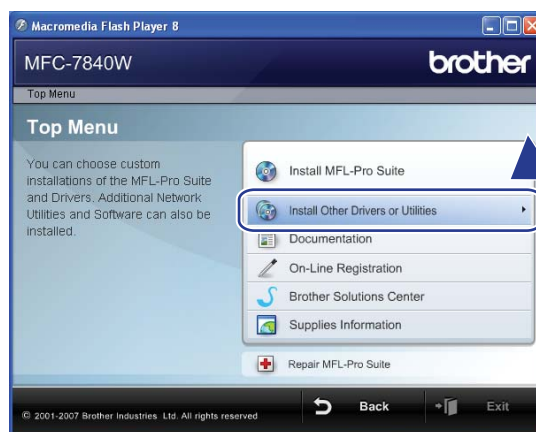 Macromedia Flash Player 8
MFC-7840W
brother
Top Menu
Top Menu
You can choose custom
installations of the MFL-Pro Suite
and Drivers. Additional Network
Utilities and Software can also be
installed.
Install MFL-Pro Suite
Install Other Drivers or Utilities
Documentation
On-Line Registration
Brother Solutions Center
Supplies Information
Repair MFL-Pro Suite
© 2001-2007 Brother Industries Ltd. All rights reserved
Back
Exit